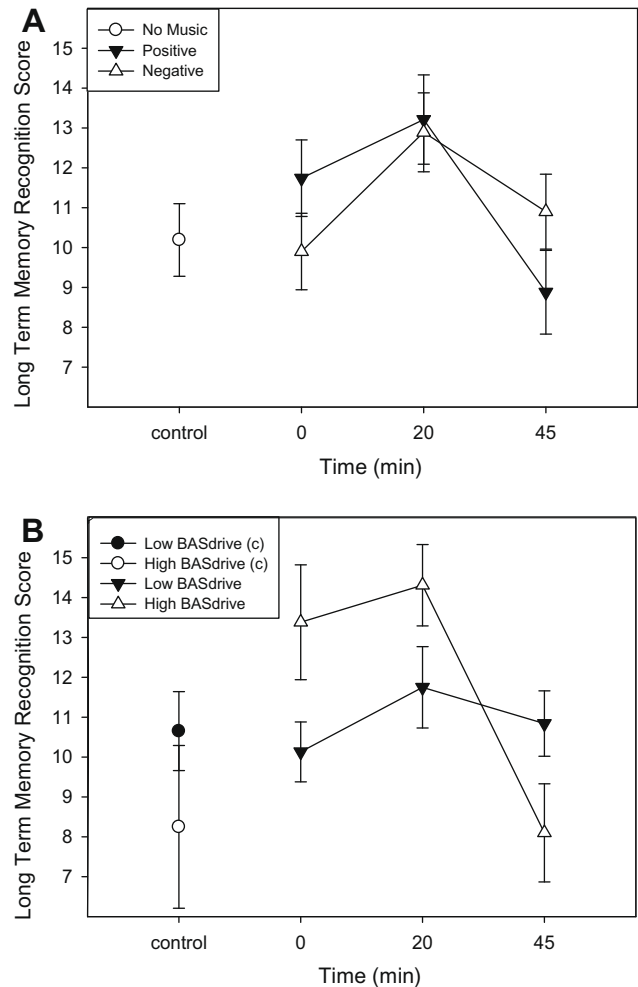 A
No Music
Positive
Negative
Long Term Memory Recognition Score
15
14
13
12
11
10
9
8
7
control 0 20 45
Time (min)
B
Low BASdrive (c)
High BASdrive (c)
Low BASdrive
High BASdrive
Long Term Memory Recognition Score
15
14
13
12
11
10
9
8
7
control 0 20 45
Time (min)